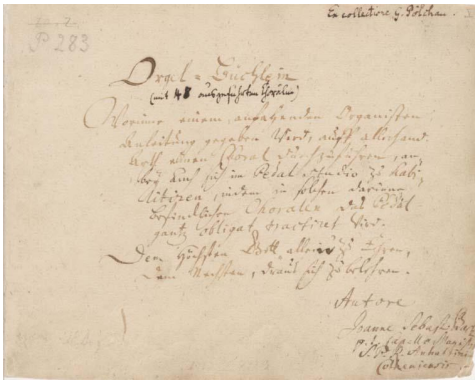 Ex collectione G. Pölchau.
P 283
Orgel-Büchlein
(mit 48 ausgeführten Chorälen)
Worinne einem anfahenden Organisten
Anleitung gegeben wird, auff allerhand
Arth einen Choral durchzuführen, an-
bey auch sich im Pedal studio zu habi-
litiren, indem in solchen darinne
befindlichen Choralen das Pedal
gantz obligat tractiret wird.
Dem Höchsten Gott allein zu Ehren,
Dem Nechsten, draus sich zu belehren.
Autore
Joanne Sebast. Bach
p. t. Capellae Magist.
S. P. R. Anhaltini-
Cotheniensis.